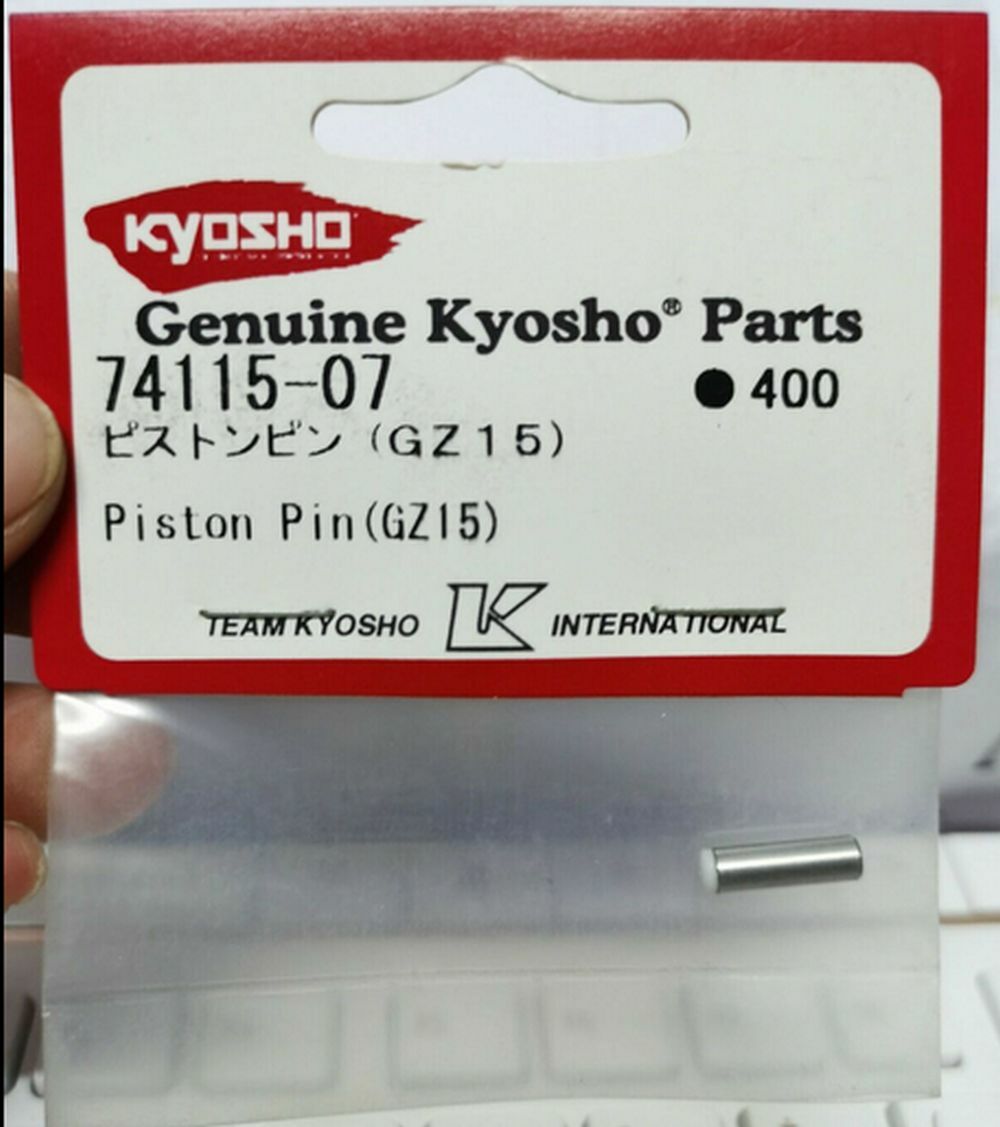 KYOSHO
Genuine Kyosho® Parts
74115-07 ●400
ピストンピン (GZ15)
Piston Pin(GZ15)
TEAM KYOSHO K INTERNATIONAL